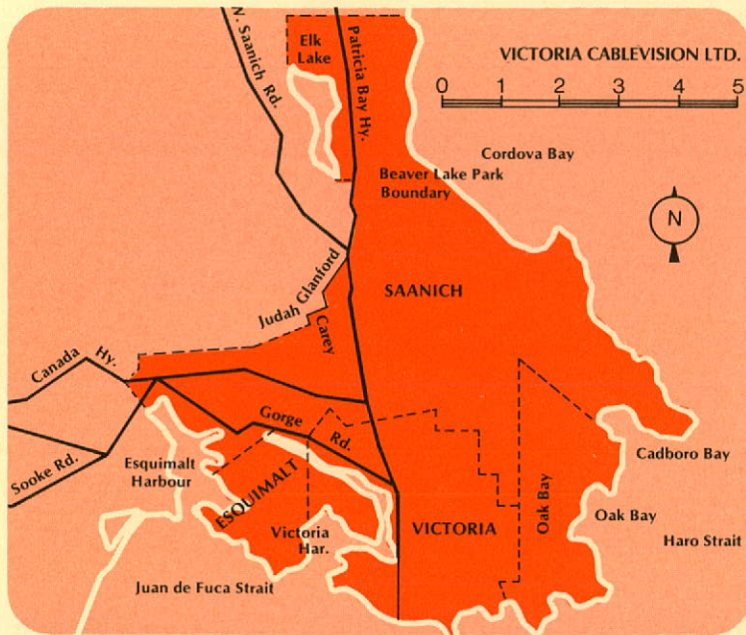 VICTORIA CABLEVISION LTD.
0 1 2 3 4 5
N. Saanich Rd.
Elk
Lake
Patricia Bay Hy.
Cordova Bay
Beaver Lake Park
Boundary
N
Judah Glanford
SAANICH
Carey
Canada Hy.
Gorge Rd.
Sooke Rd.
Esquimalt
Harbour
ESQUIMALT
Victoria
Har.
VICTORIA
Oak Bay
Cadboro Bay
Oak Bay
Haro Strait
Juan de Fuca Strait